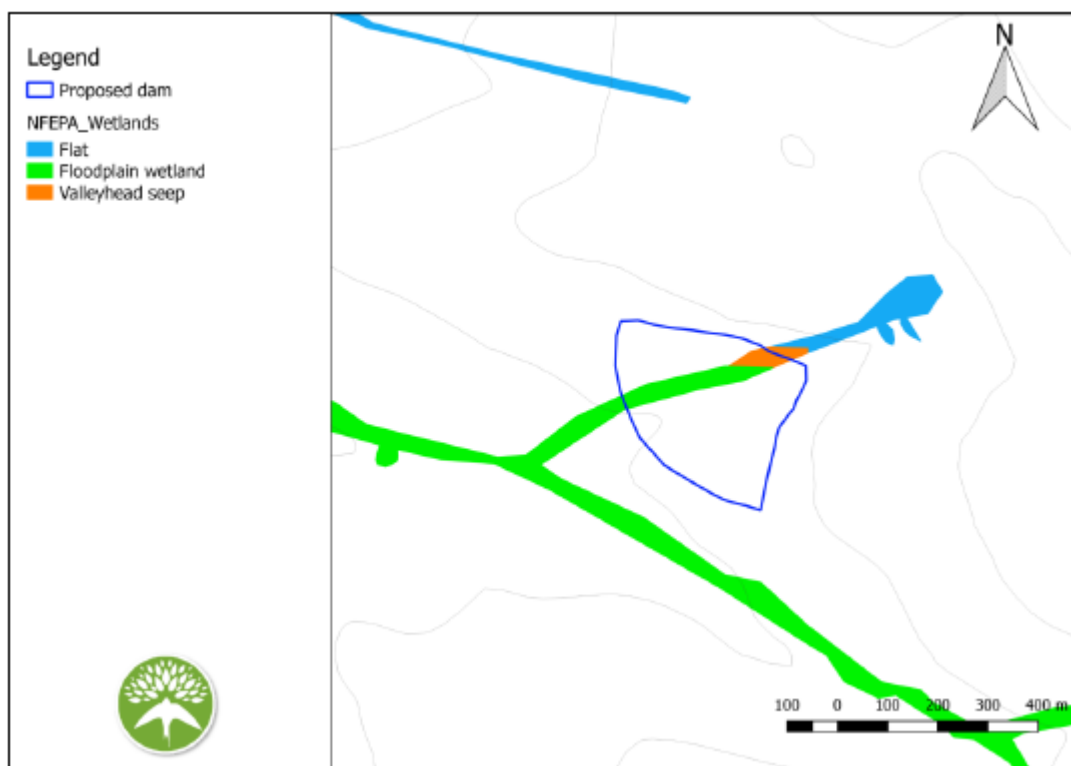 Legend
Proposed dam
NFEPA_Wetlands
Flat
Floodplain wetland
Valleyhead seep
N
100 0 100 200 300 400 m